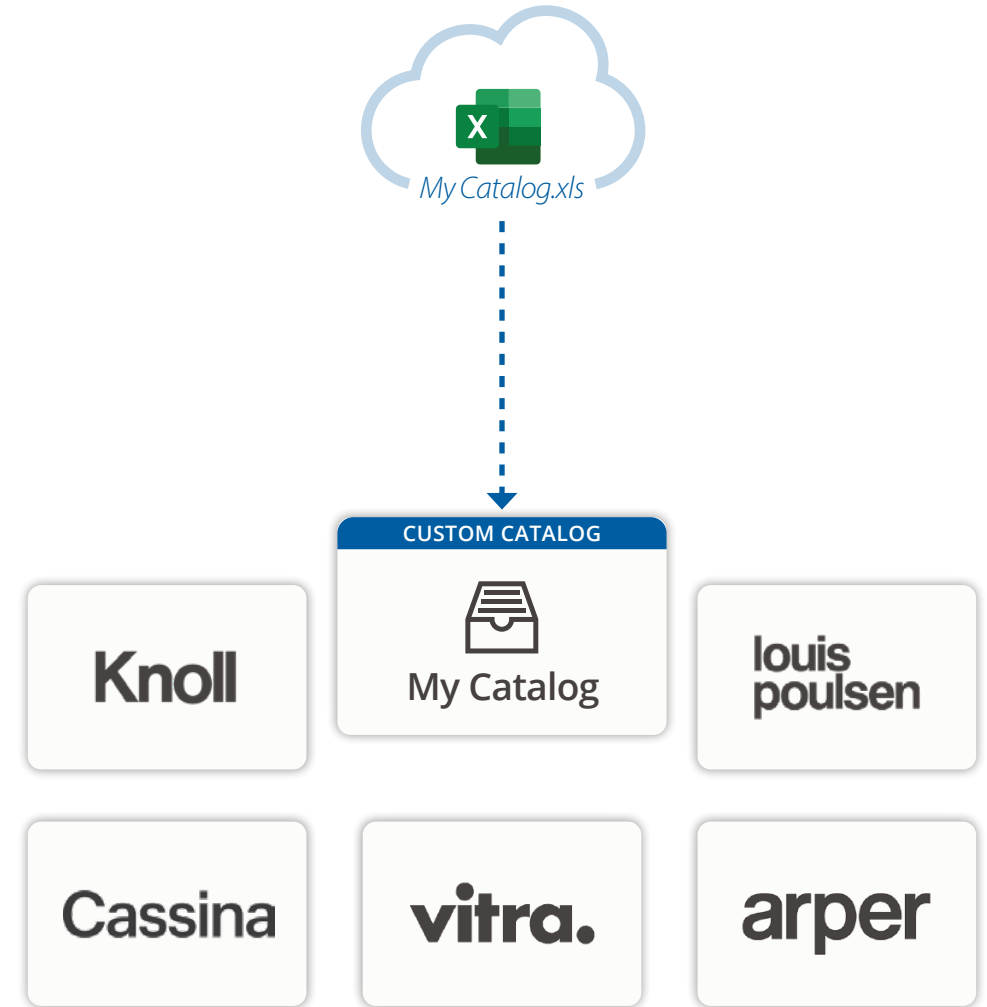 X
My Catalog.xls
CUSTOM CATALOG
My Catalog
Knoll
louis
poulsen
Cassina
vitra.
arper